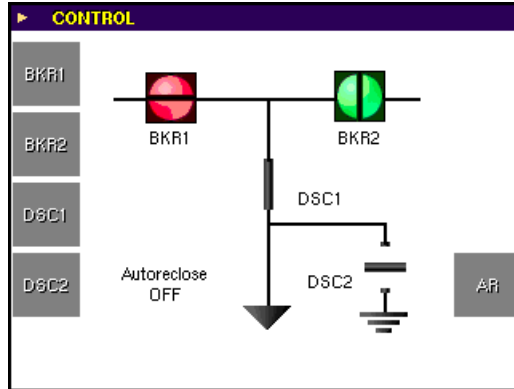 CONTROL
BKR1
BKR2
DSC1
DSC2
BKR1
BKR2
DSC1
DSC2
Autoreclose
OFF
AR